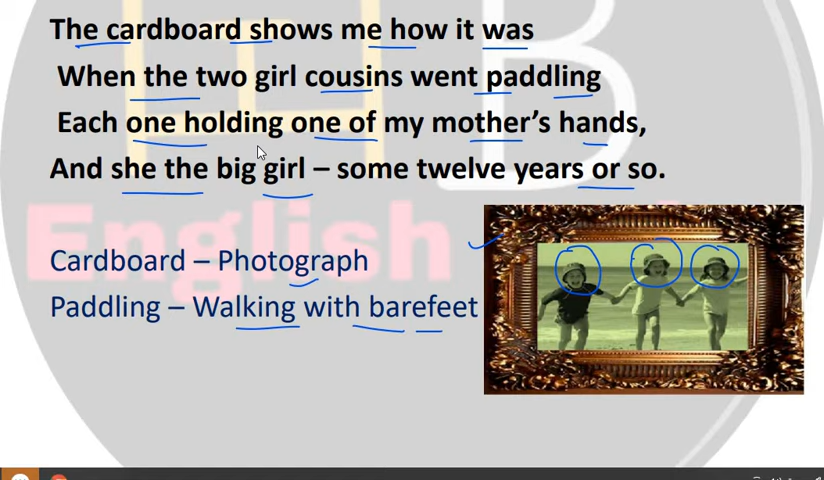 The cardboard shows me how it was
When the two girl cousins went paddling
Each one holding one of my mother’s hands,
And she the big girl – some twelve years or so.
B
English
Cardboard – Photograph
Paddling – Walking with barefeet